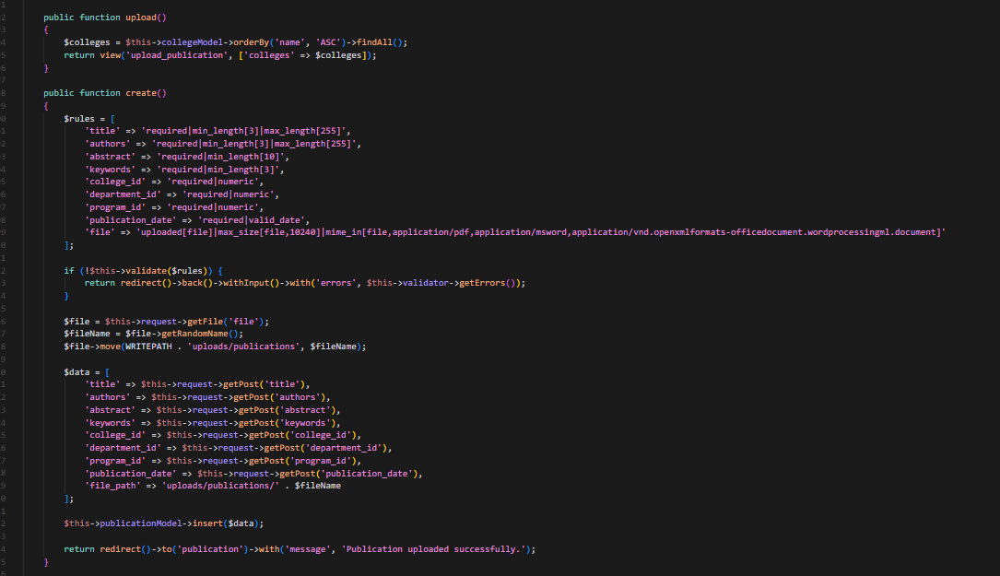 public function upload()
{
$colleges = $this->collegeModel->orderBy('name', 'ASC')->findAll();
return view('upload_publication', ['colleges' => $colleges]);
}
public function create()
{
$rules = [
'title' => 'required|min_length[3]|max_length[255]',
'authors' => 'required|min_length[3]|max_length[255]',
'abstract' => 'required|min_length[10]',
'keywords' => 'required|min_length[3]',
'college_id' => 'required|numeric',
'department_id' => 'required|numeric',
'program_id' => 'required|numeric',
'publication_date' => 'required|valid_date',
'file' => 'uploaded[file]|max_size[file,10240]|mime_in[file,application/pdf,application/msword,application/vnd.openxmlformats-officedocument.wordprocessingml.document]'
];
if (!$this->validate($rules)) {
return redirect()->back()->withInput()->with('errors', $this->validator->getErrors());
}
$file = $this->request->getFile('file');
$fileName = $file->getRandomName();
$file->move(WRITEPATH . 'uploads/publications', $fileName);
$data = [
'title' => $this->request->getPost('title'),
'authors' => $this->request->getPost('authors'),
'abstract' => $this->request->getPost('abstract'),
'keywords' => $this->request->getPost('keywords'),
'college_id' => $this->request->getPost('college_id'),
'department_id' => $this->request->getPost('department_id'),
'program_id' => $this->request->getPost('program_id'),
'publication_date' => $this->request->getPost('publication_date'),
'file_path' => 'uploads/publications/' . $fileName
];
$this->publicationModel->insert($data);
return redirect()->to('publication')->with('message', 'Publication uploaded successfully.');
}